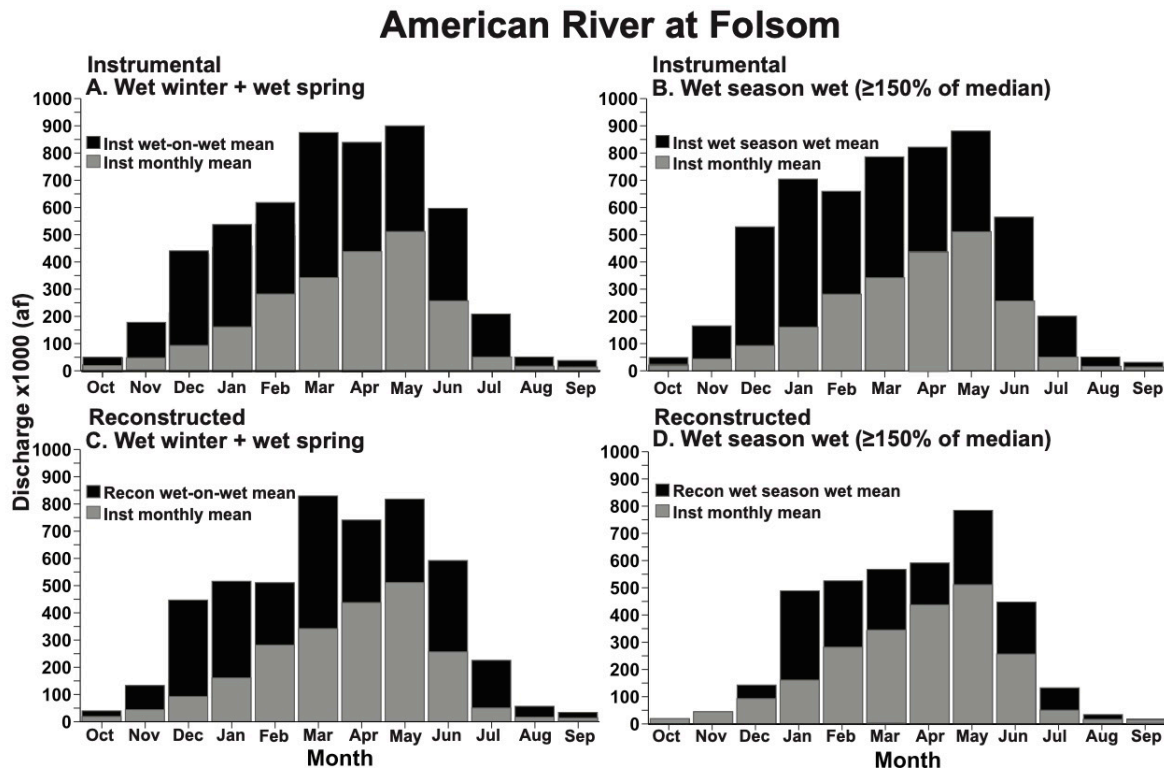 American River at Folsom
Instrumental
A. Wet winter + wet spring
Inst wet-on-wet mean
Inst monthly mean
1000
900
800
700
600
500
400
300
200
100
0
Oct Nov Dec Jan Feb Mar Apr May Jun Jul Aug Sep
Instrumental
B. Wet season wet (≥150% of median)
Inst wet season wet mean
Inst monthly mean
1000
900
800
700
600
500
400
300
200
100
0
Oct Nov Dec Jan Feb Mar Apr May Jun Jul Aug Sep
Discharge x1000 (af)
Reconstructed
C. Wet winter + wet spring
Recon wet-on-wet mean
Inst monthly mean
1000
900
800
700
600
500
400
300
200
100
0
Oct Nov Dec Jan Feb Mar Apr May Jun Jul Aug Sep
Month
Reconstructed
D. Wet season wet (≥150% of median)
Recon wet season wet mean
Inst monthly mean
1000
900
800
700
600
500
400
300
200
100
0
Oct Nov Dec Jan Feb Mar Apr May Jun Jul Aug Sep
Month